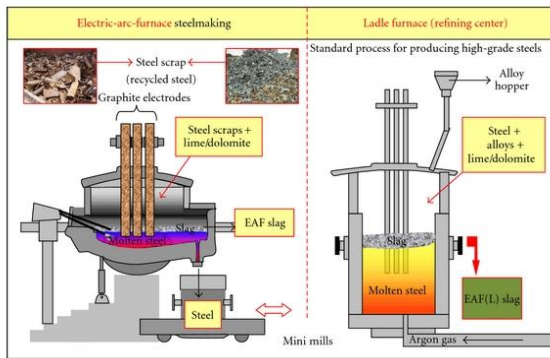 Electric-arc-furnace steelmaking
Ladle furnace (refining center)
Standard process for producing high-grade steels
Steel scrap
(recycled steel)
Graphite electrodes
Alloy
hopper
Steel scraps +
lime/dolomite
Steel +
alloys +
lime/dolomite
Slag
EAF slag
Molten steel
Slag
Molten steel
EAF(L) slag
Steel
Mini mills
Argon gas